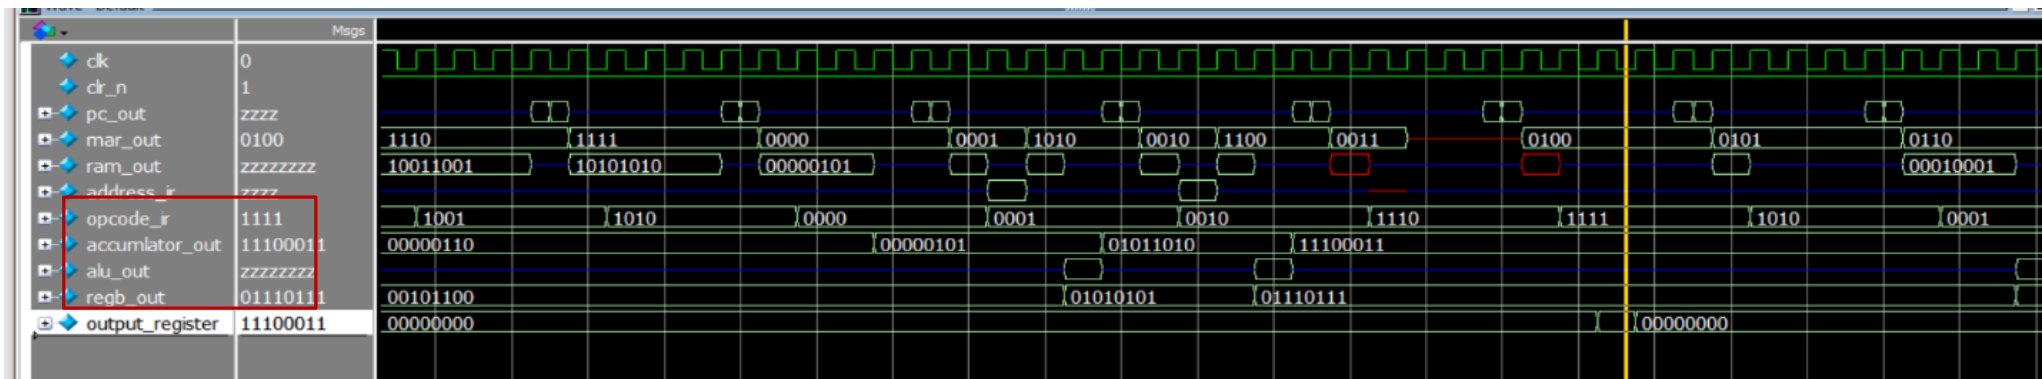 Wave - Default
Msgs
clk 0
clr_n 1
pc_out zzzz
mar_out 0100 1110 1111 0000 0001 1010 0010 1100 0011 0100 0101 0110
ram_out zzzzzzzz 10011001 10101010 00000101 00010001
address_ir zzzz
opcode_ir 1111 1001 1010 0000 0001 0010 1110 1111 1010 0001
accumlator_out 11100011 00000110 00000101 01011010 11100011
alu_out zzzzzzzz
regb_out 01110111 00101100 01010101 01110111
output_register 11100011 00000000 00000000